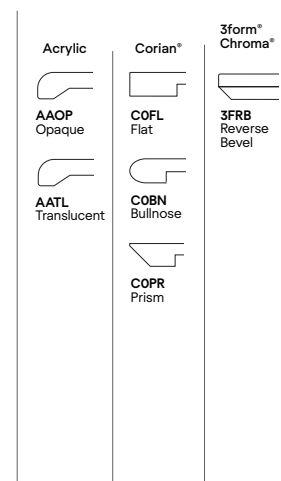 Acrylic
AAOP
Opaque
AATL
Translucent
Corian®
C0FL
Flat
C0BN
Bullnose
C0PR
Prism
3form®
Chroma®
3FRB
Reverse
Bevel